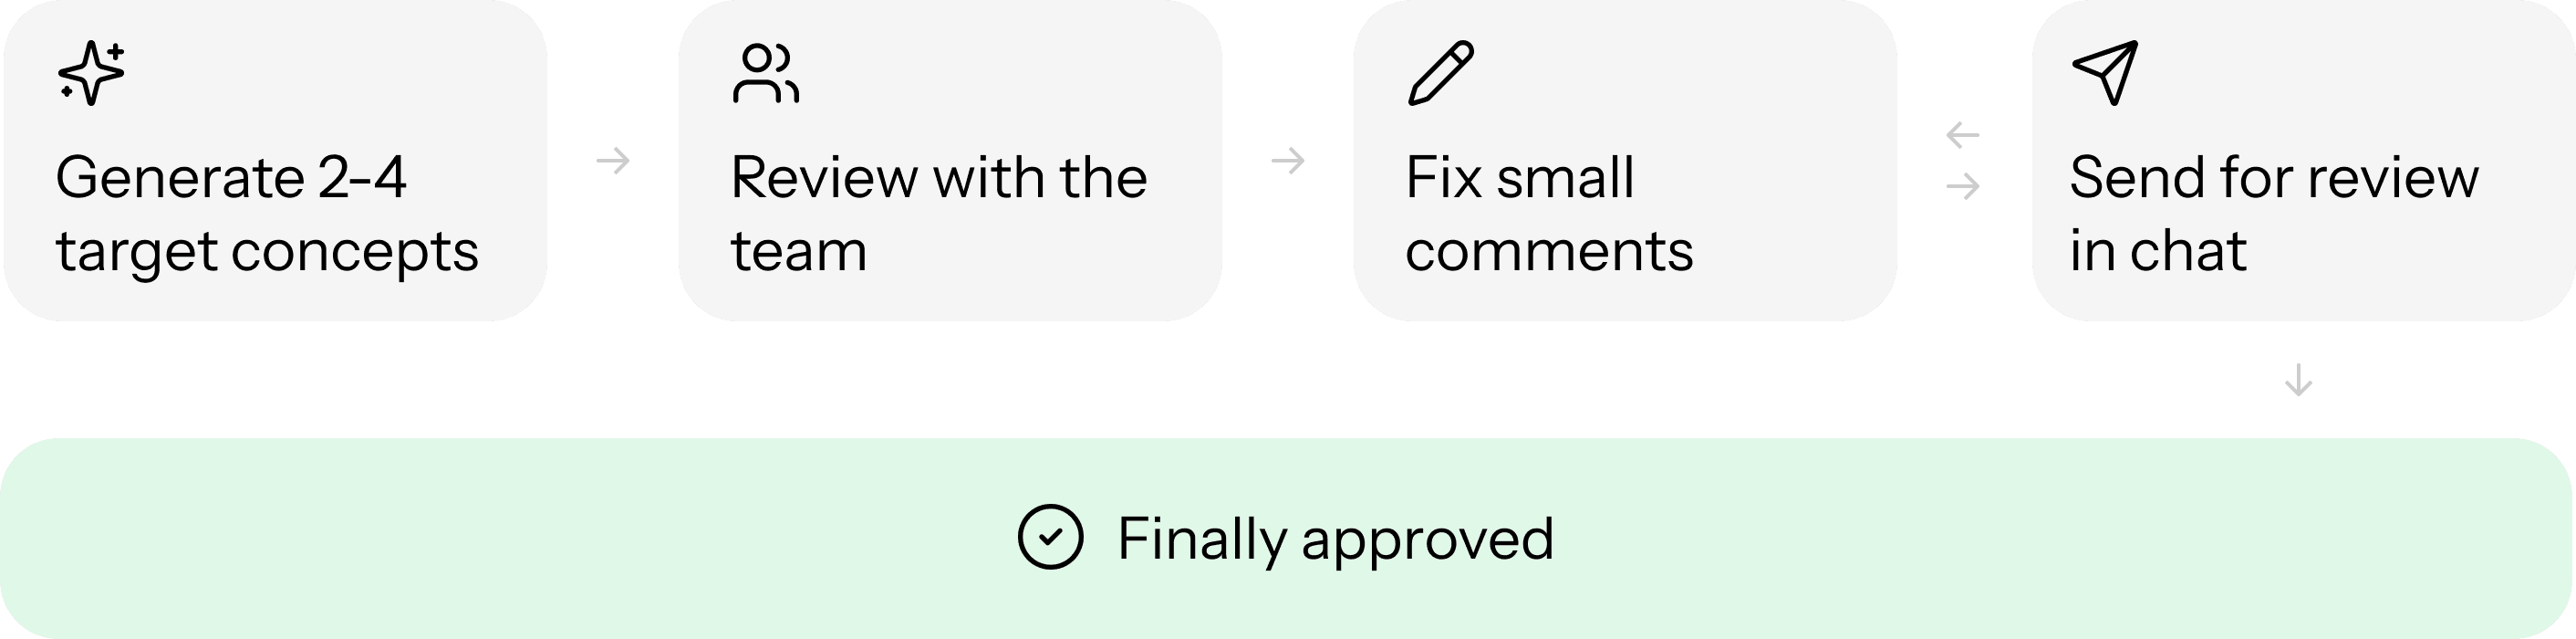 Generate 2-4
target concepts
Review with the
team
Fix small
comments
Send for review
in chat
Finally approved